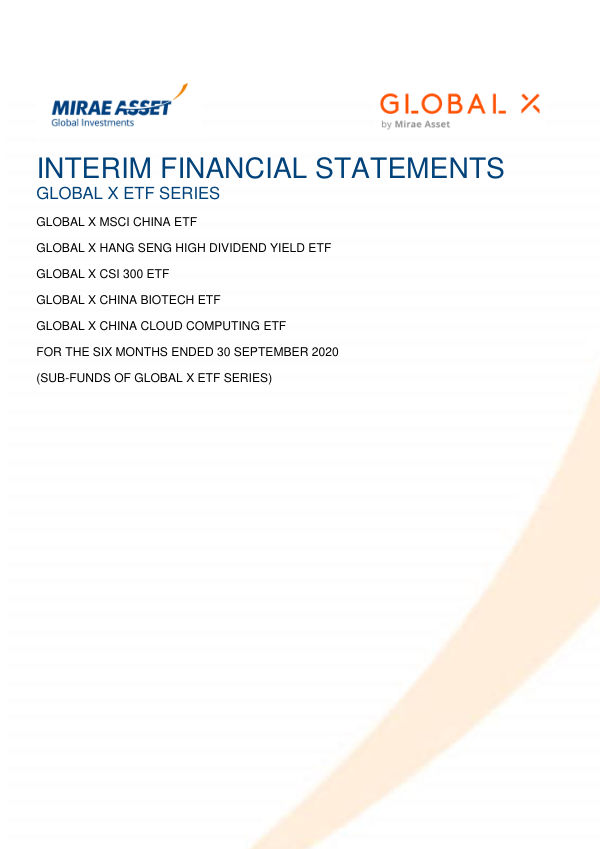 MIRAE ASSET
Global Investments
GLOBAL X
by Mirae Asset
INTERIM FINANCIAL STATEMENTS
GLOBAL X ETF SERIES
GLOBAL X MSCI CHINA ETF
GLOBAL X HANG SENG HIGH DIVIDEND YIELD ETF
GLOBAL X CSI 300 ETF
GLOBAL X CHINA BIOTECH ETF
GLOBAL X CHINA CLOUD COMPUTING ETF
FOR THE SIX MONTHS ENDED 30 SEPTEMBER 2020
(SUB-FUNDS OF GLOBAL X ETF SERIES)